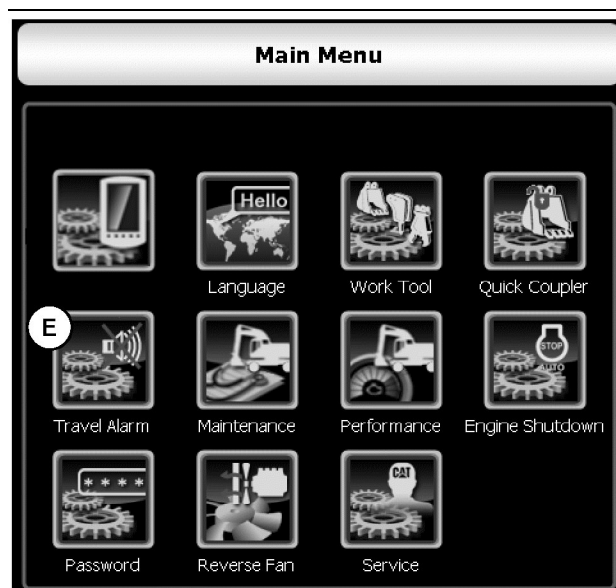 Main Menu
Hello
Language
Work Tool
Quick Coupler
E
STOP
AUTO
Travel Alarm
Maintenance
Performance
Engine Shutdown
* * * *
CAT
Password
Reverse Fan
Service